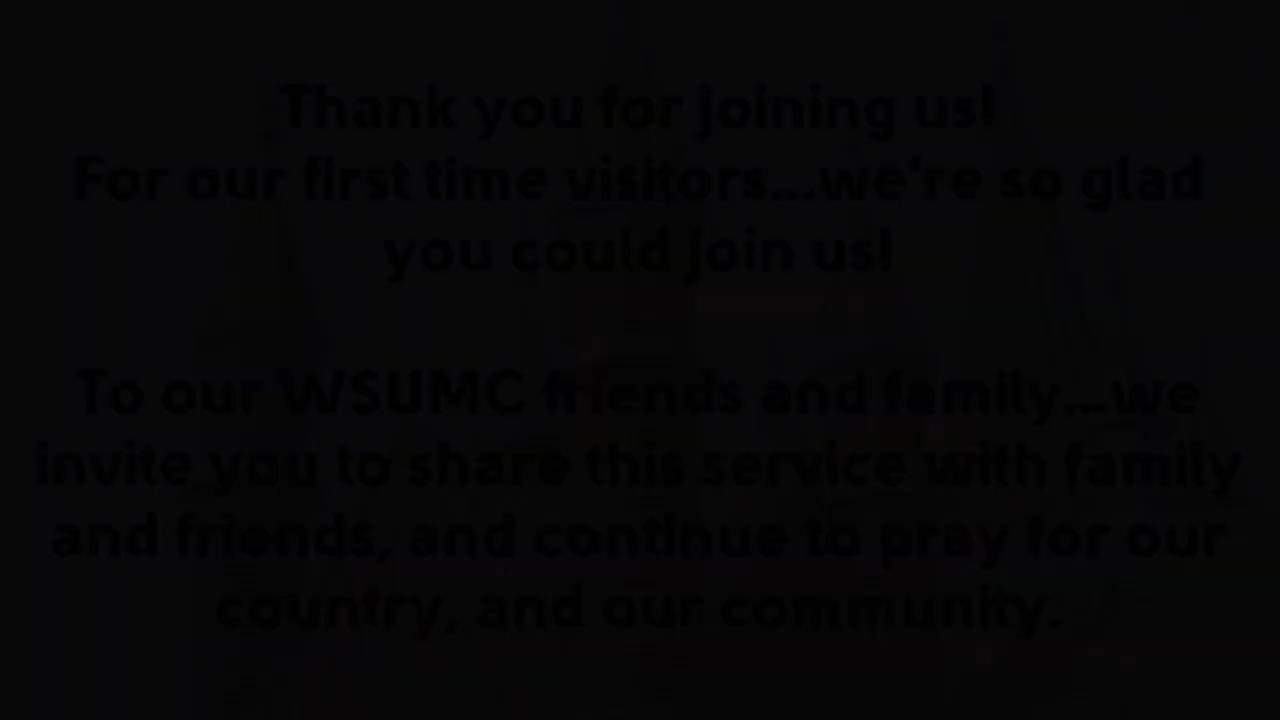 Thank you for joining us!
For our first time visitors...we're so glad
you could join us!
To our WSUMC friends and family...we
invite you to share this service with family
and friends, and continue to pray for our
country, and our community.